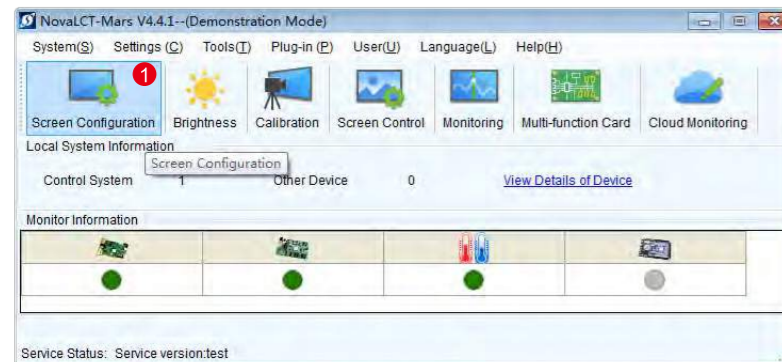 NovaLCT-Mars V4.4.1--(Demonstration Mode)
System(S) Settings (C) Tools(T) Plug-in (P) User(U) Language(L) Help(H)
1
Screen Configuration Brightness Calibration Screen Control Monitoring Multi-function Card Cloud Monitoring
Local System Information
Screen Configuration
Control System 1 Other Device 0 View Details of Device
Monitor Information
Service Status: Service version:test